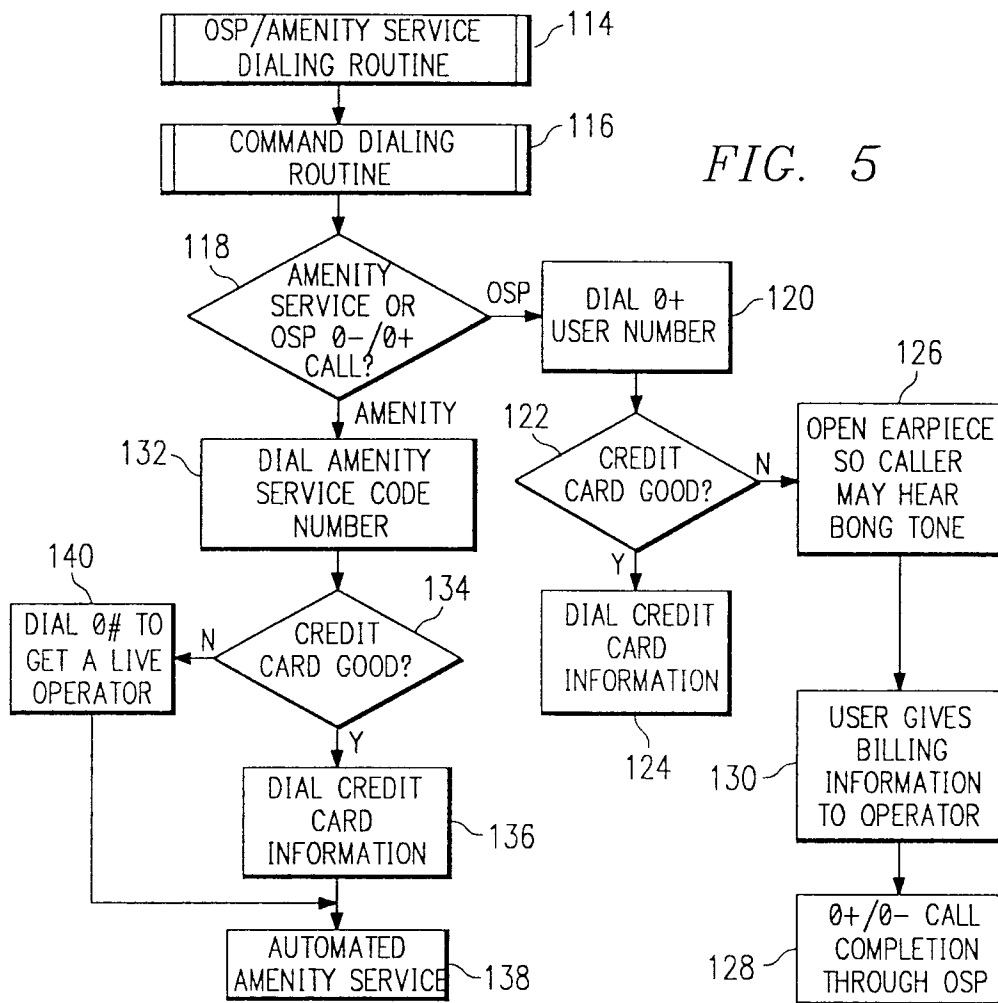 OSP/AMENITY SERVICE
DIALING ROUTINE
114
COMMAND DIALING
ROUTINE
116
FIG. 5
118
AMENITY
SERVICE OR
OSP 0-/0+
CALL?
OSP
DIAL 0+
USER NUMBER
120
AMENITY
132
DIAL AMENITY
SERVICE CODE
NUMBER
122
CREDIT
CARD GOOD?
N
Y
126
OPEN EARPIECE
SO CALLER
MAY HEAR
BONG TONE
140
DIAL 0# TO
GET A LIVE
OPERATOR
N
134
CREDIT
CARD GOOD?
Y
DIAL CREDIT
CARD
INFORMATION
124
130
USER GIVES
BILLING
INFORMATION
TO OPERATOR
DIAL CREDIT
CARD
INFORMATION
136
AUTOMATED
AMENITY SERVICE
138
128
0+/0- CALL
COMPLETION
THROUGH OSP